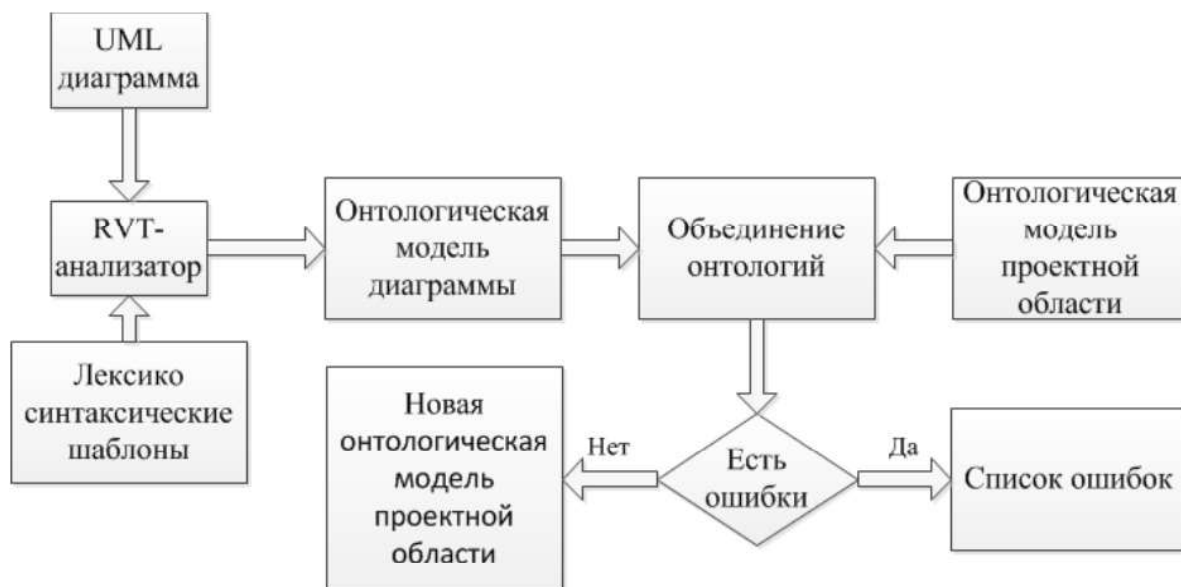 UML
диаграмма
RVT-
анализатор
Лексико
синтаксические
шаблоны
Онтологическая
модель
диаграммы
Объединение
онтологий
Онтологическая
модель
проектной
области
Новая
онтологическая
модель
проектной
области
Нет
Есть
ошибки
Да
Список ошибок